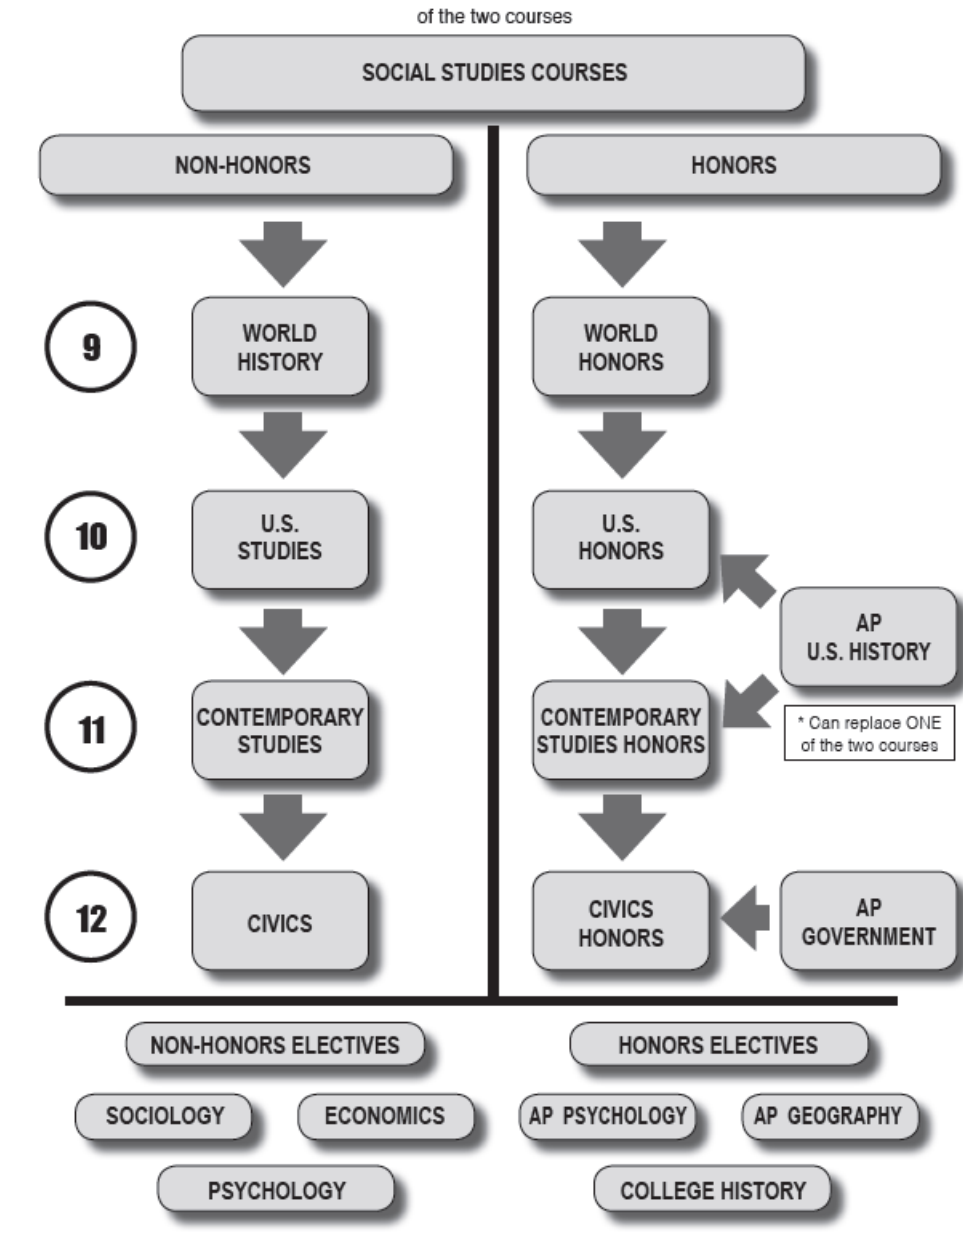 of the two courses
SOCIAL STUDIES COURSES
NON-HONORS
HONORS
9
WORLD
HISTORY
WORLD
HONORS
10
U.S.
STUDIES
U.S.
HONORS
AP
U.S. HISTORY
11
CONTEMPORARY
STUDIES
CONTEMPORARY
STUDIES HONORS
* Can replace ONE
of the two courses
12
CIVICS
CIVICS
HONORS
AP
GOVERNMENT
NON-HONORS ELECTIVES
HONORS ELECTIVES
SOCIOLOGY
ECONOMICS
AP PSYCHOLOGY
AP GEOGRAPHY
PSYCHOLOGY
COLLEGE HISTORY